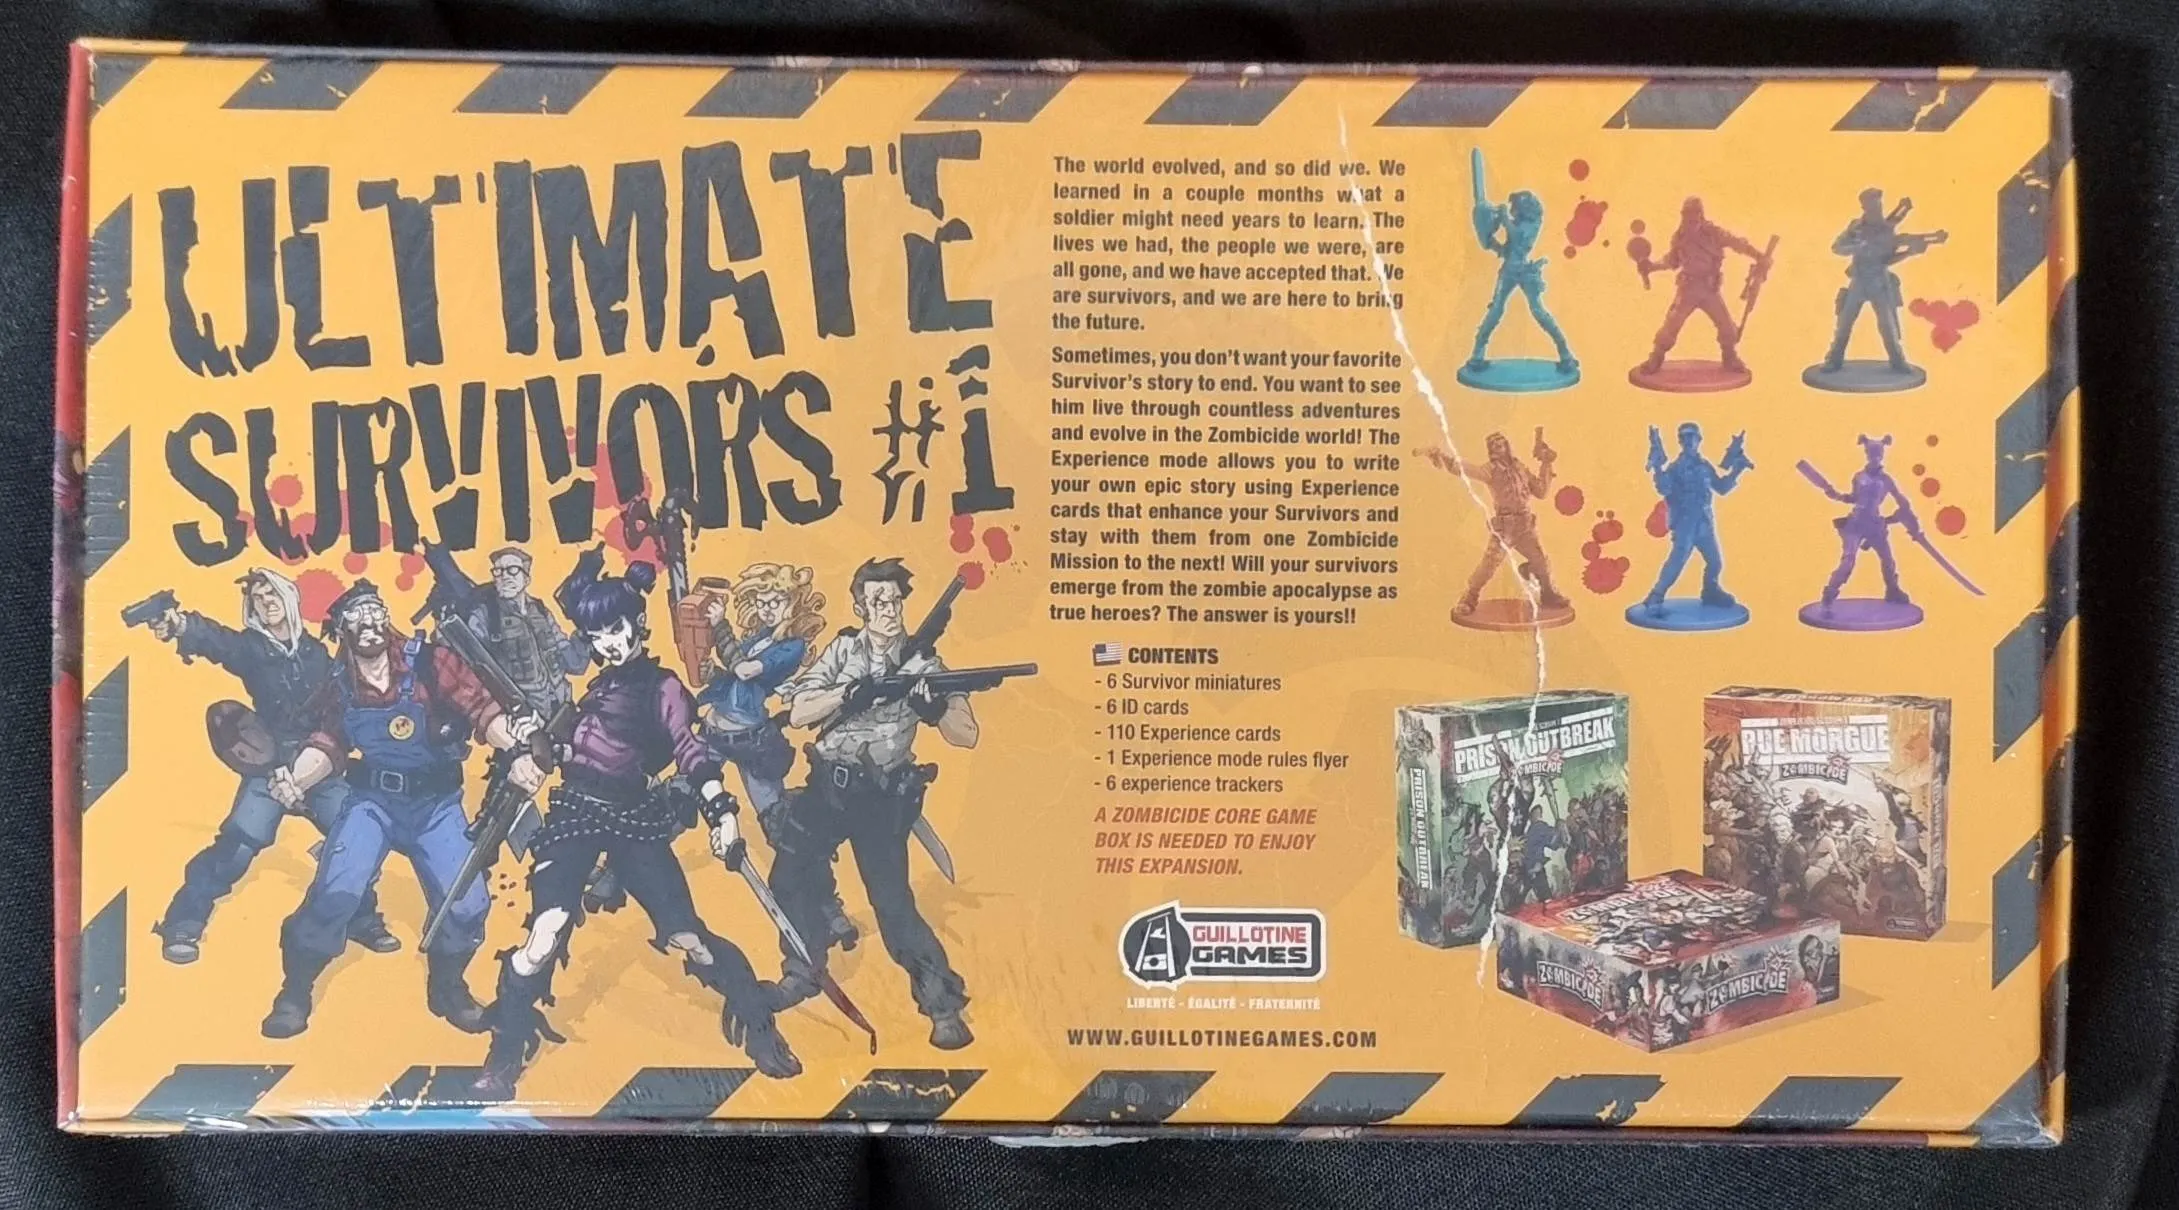 ULTIMATE
SURVIVORS #1
The world evolved, and so did we. We
learned in a couple months what a
soldier might need years to learn. The
lives we had, the people we were, are
all gone, and we have accepted that. We
are survivors, and we are here to bring
the future.
Sometimes, you don't want your favorite
Survivor's story to end. You want to see
him live through countless adventures
and evolve in the Zombicide world! The
Experience mode allows you to write
your own epic story using Experience
cards that enhance your Survivors and
stay with them from one Zombicide
Mission to the next! Will your survivors
emerge from the zombie apocalypse as
true heroes? The answer is yours!!
CONTENTS
- 6 Survivor miniatures
- 6 ID cards
- 110 Experience cards
- 1 Experience mode rules flyer
- 6 experience trackers
A ZOMBICIDE CORE GAME
BOX IS NEEDED TO ENJOY
THIS EXPANSION.
GUILLOTINE
GAMES
LIBERTÉ - ÉGALITÉ - FRATERNITÉ
WWW.GUILLOTINEGAMES.COM
PRISON OUTBREAK
ZOMBICIDE
PRISON OUTBREAK
RUE MORGUE
ZOMBICIDE
ZOMBICIDE
ZOMBICIDE
ZOMBICIDE